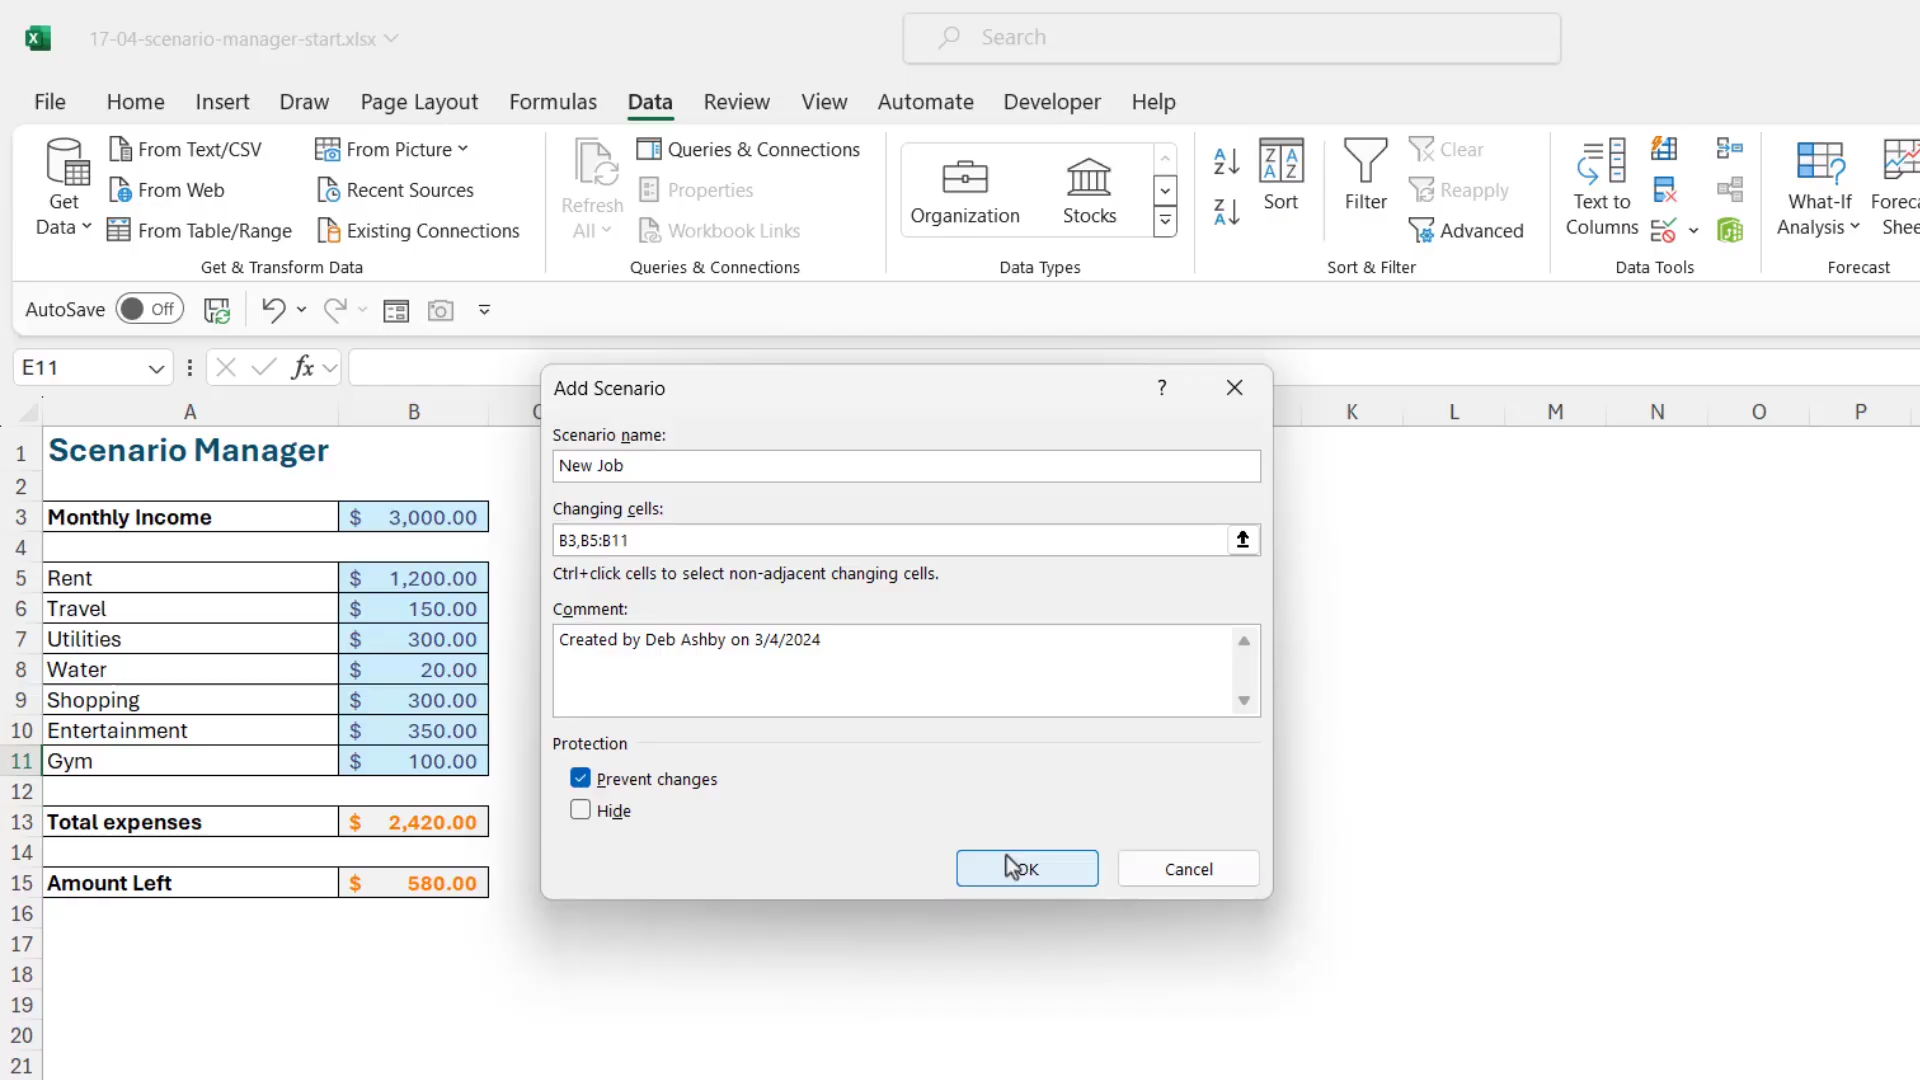 17-04-scenario-manager-start.xlsx
Search
File Home Insert Draw Page Layout Formulas Data Review View Automate Developer Help
Get Data
From Text/CSV
From Web
From Table/Range
From Picture
Recent Sources
Existing Connections
Get & Transform Data
Refresh All
Queries & Connections
Properties
Workbook Links
Queries & Connections
Organization
Stocks
Data Types
Sort
Filter
Clear
Reapply
Advanced
Sort & Filter
Text to Columns
Data Tools
What-If Analysis
Forecast
AutoSave Off
E11
fx
A B K L M N O P
1 Scenario Manager
2
3 Monthly Income $ 3,000.00
4
5 Rent $ 1,200.00
6 Travel $ 150.00
7 Utilities $ 300.00
8 Water $ 20.00
9 Shopping $ 300.00
10 Entertainment $ 350.00
11 Gym $ 100.00
12
13 Total expenses $ 2,420.00
14
15 Amount Left $ 580.00
16
17
18
19
20
21
Add Scenario ?
Scenario name:
New Job
Changing cells:
B3,B5:B11
Ctrl+click cells to select non-adjacent changing cells.
Comment:
Created by Deb Ashby on 3/4/2024
Protection
Prevent changes
Hide
OK
Cancel